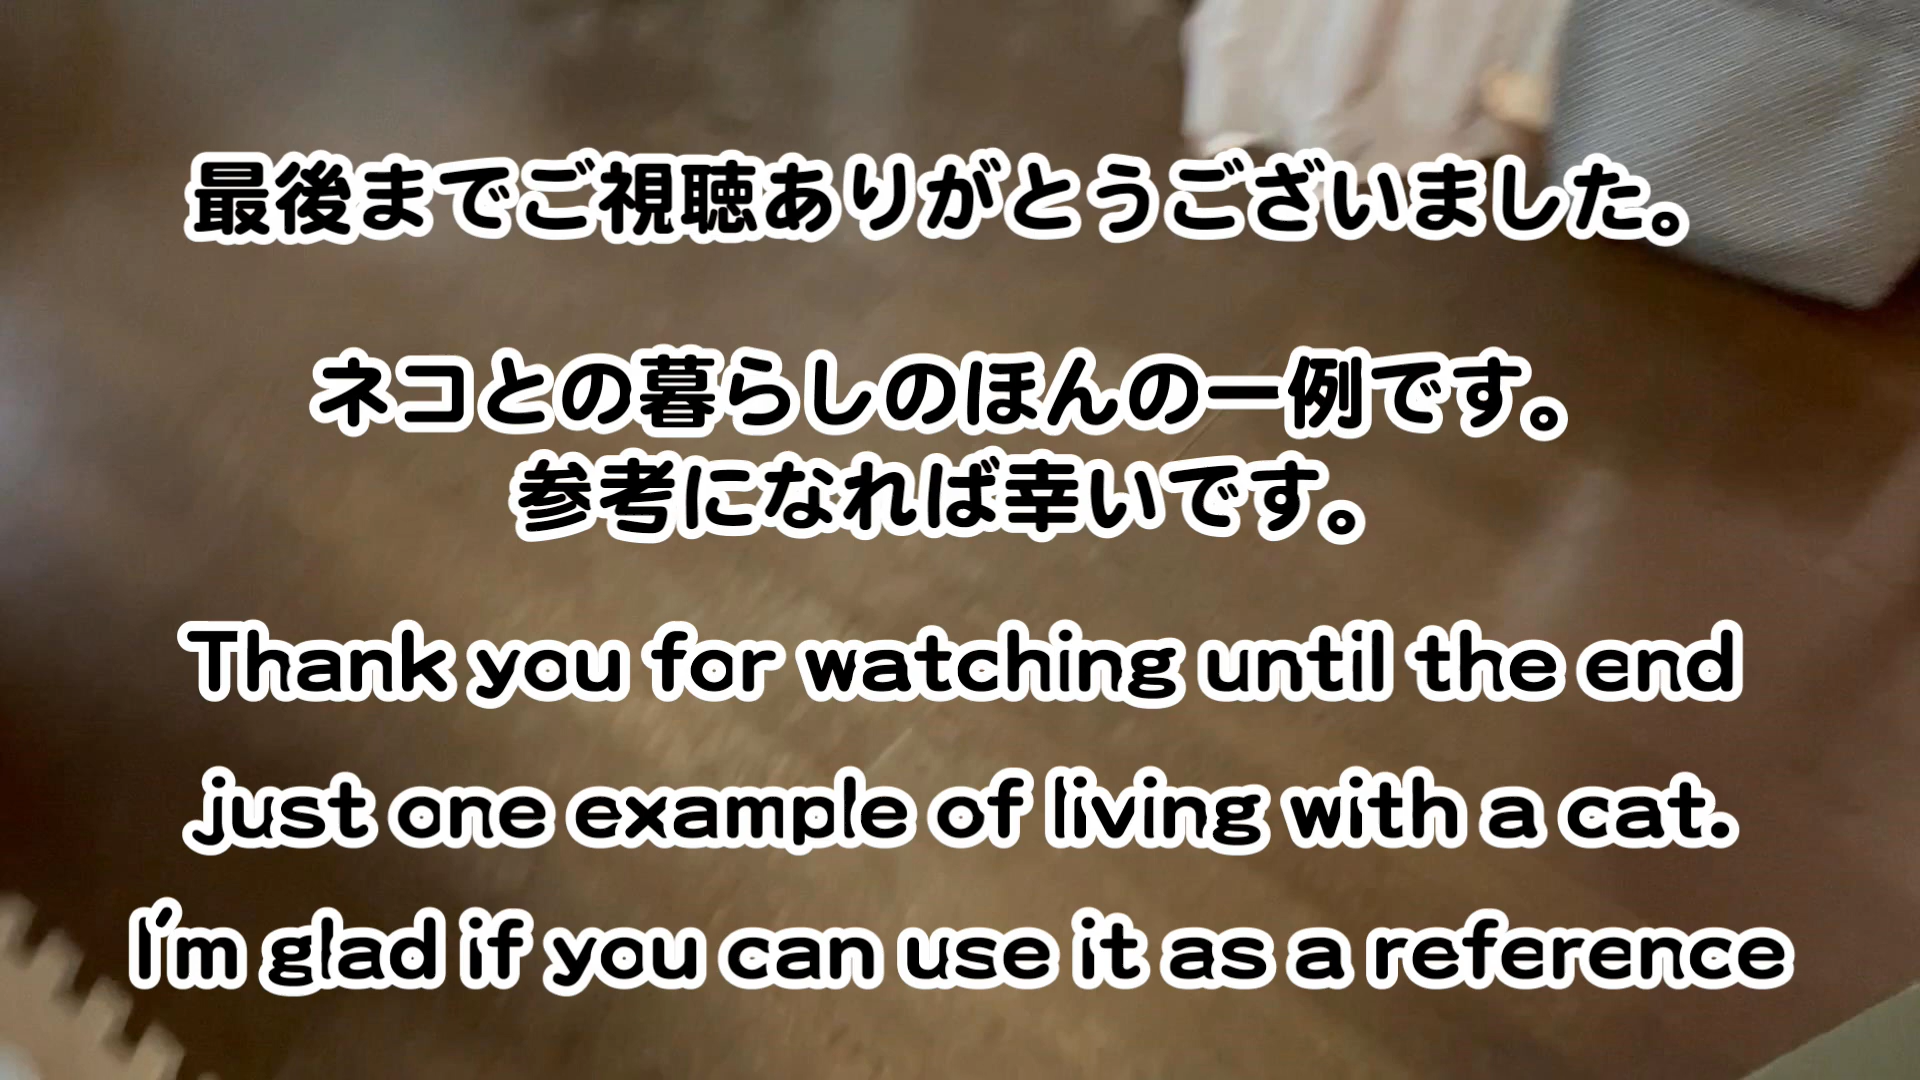 最後までご視聴ありがとうございました。
ネコとの暮らしのほんの一例です。
参考になれば幸いです。
Thank you for watching until the end
just one example of living with a cat.
I'm glad if you can use it as a reference